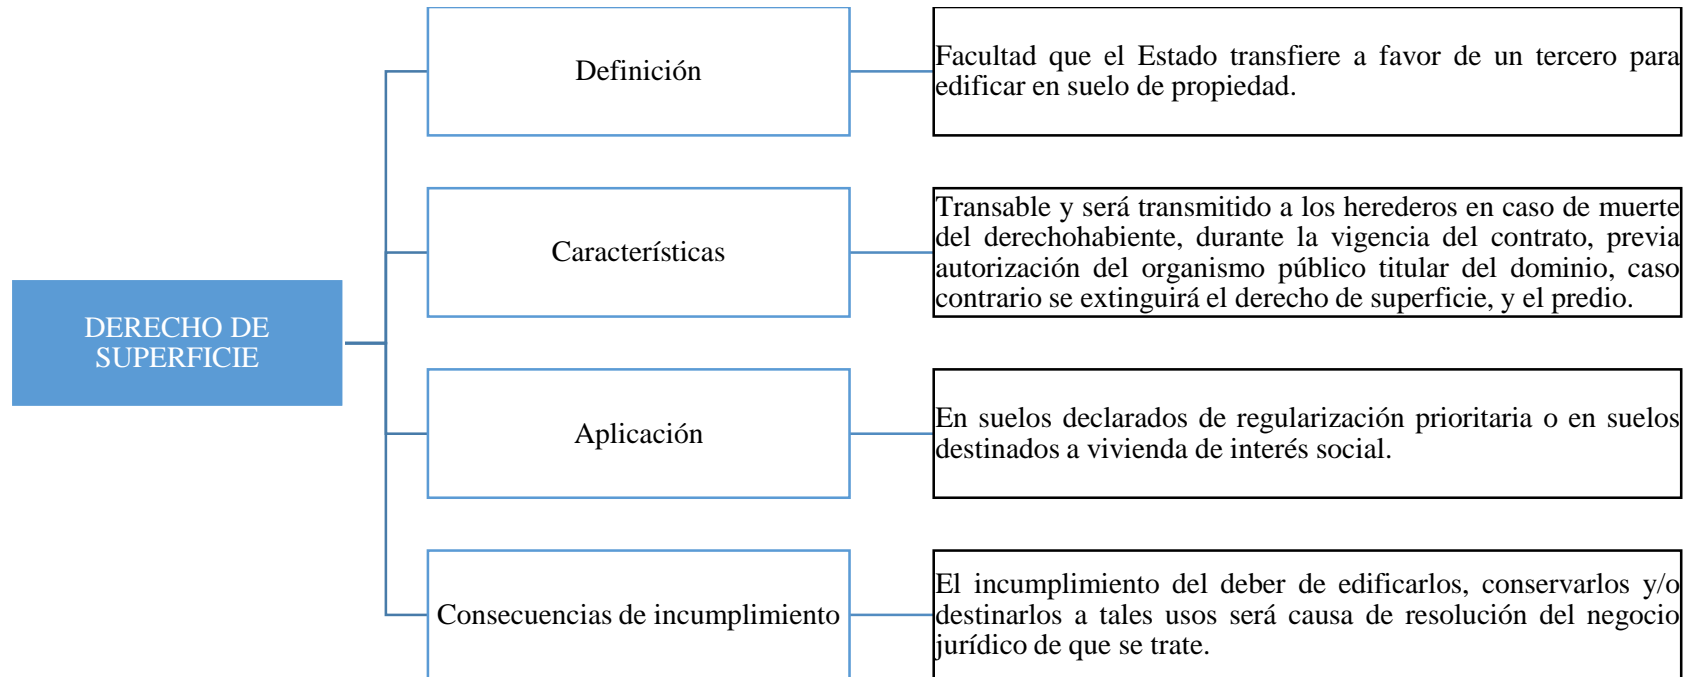 DERECHO DE
SUPERFICIE
Definición
Facultad que el Estado transfiere a favor de un tercero para
edificar en suelo de propiedad.
Características
Transable y será transmitido a los herederos en caso de muerte
del derechohabiente, durante la vigencia del contrato, previa
autorización del organismo público titular del dominio, caso
contrario se extinguirá el derecho de superficie, y el predio.
Aplicación
En suelos declarados de regularización prioritaria o en suelos
destinados a vivienda de interés social.
Consecuencias de incumplimiento
El incumplimiento del deber de edificarlos, conservarlos y/o
destinarlos a tales usos será causa de resolución del negocio
jurídico de que se trate.